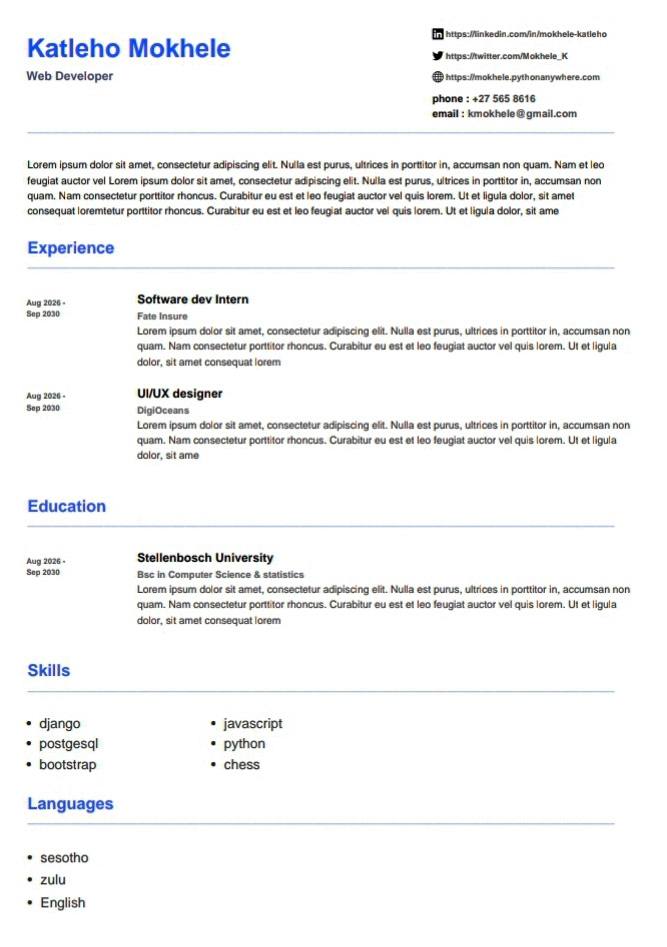 Katleho Mokhele
Web Developer
https://linkedin.com/in/mokhele-katleho
https://twitter.com/Mokhele_K
https://mokhele.pythonanywhere.com
phone : +27 565 8616
email : kmokhele@gmail.com
Lorem ipsum dolor sit amet, consectetur adipiscing elit. Nulla est purus, ultrices in porttitor in, accumsan non quam. Nam et leo
feugiat auctor vel Lorem ipsum dolor sit amet, consectetur adipiscing elit. Nulla est purus, ultrices in porttitor in, accumsan non
quam. Nam consectetur porttitor rhoncus. Curabitur eu est et leo feugiat auctor vel quis lorem. Ut et ligula dolor, sit amet
consequat loremtetur porttitor rhoncus. Curabitur eu est et leo feugiat auctor vel quis lorem. Ut et ligula dolor, sit ame
Experience
Aug 2026 -
Sep 2030
Software dev Intern
Fate Insure
Lorem ipsum dolor sit amet, consectetur adipiscing elit. Nulla est purus, ultrices in porttitor in, accumsan non
quam. Nam consectetur porttitor rhoncus. Curabitur eu est et leo feugiat auctor vel quis lorem. Ut et ligula
dolor, sit amet consequat lorem
Aug 2026 -
Sep 2030
UI/UX designer
DigiOceans
Lorem ipsum dolor sit amet, consectetur adipiscing elit. Nulla est purus, ultrices in porttitor in, accumsan non
quam. Nam consectetur porttitor rhoncus. Curabitur eu est et leo feugiat auctor vel quis lorem. Ut et ligula
dolor, sit ame
Education
Aug 2026 -
Sep 2030
Stellenbosch University
Bsc in Computer Science & statistics
Lorem ipsum dolor sit amet, consectetur adipiscing elit. Nulla est purus, ultrices in porttitor in, accumsan non
quam. Nam consectetur porttitor rhoncus. Curabitur eu est et leo feugiat auctor vel quis lorem. Ut et ligula
dolor, sit amet consequat lorem
Skills
• django
• postgesql
• bootstrap
• javascript
• python
• chess
Languages
• sesotho
• zulu
• English